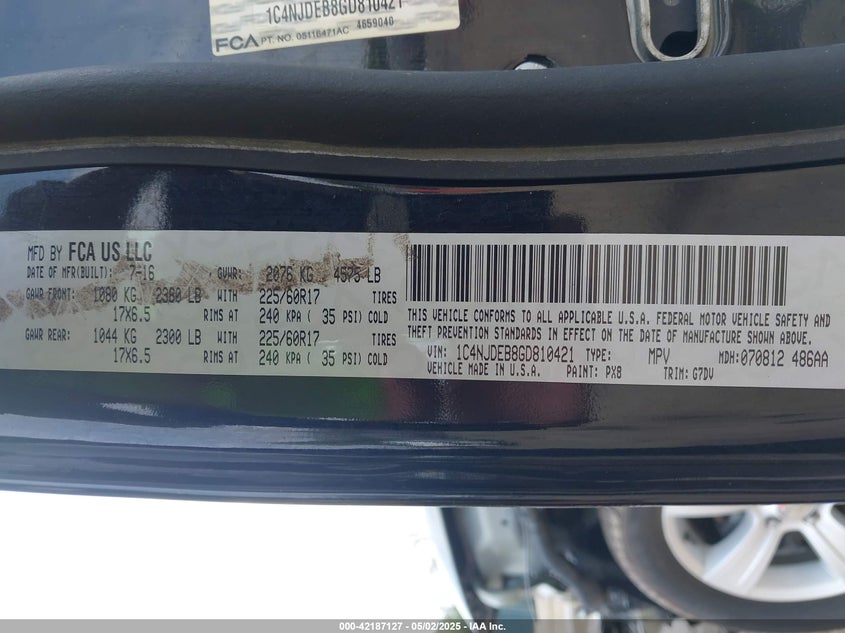 1C4NJDEB8GD810421
4659040
FCA PT. NO. 05116471AC
MFD BY FCA US LLC
DATE OF MFR(BUILT): 7-16 GVWR: 2076 KG 4575 LB
GAWR FRONT: 1080 KG 2380 LB WITH 225/60R17 TIRES
17X6.5 RIMS AT 240 KPA ( 35 PSI) COLD
GAWR REAR: 1044 KG 2300 LB WITH 225/60R17 TIRES
17X6.5 RIMS AT 240 KPA ( 35 PSI) COLD
THIS VEHICLE CONFORMS TO ALL APPLICABLE U.S.A. FEDERAL MOTOR VEHICLE SAFETY AND
THEFT PREVENTION STANDARDS IN EFFECT ON THE DATE OF MANUFACTURE SHOWN ABOVE.
VIN: 1C4NJDEB8GD810421 TYPE: MPV MDH: 070812 486AA
VEHICLE MADE IN U.S.A. PAINT: PX8 TRIM: G7DV
000-42187127 - 05/02/2025 - IAA Inc.